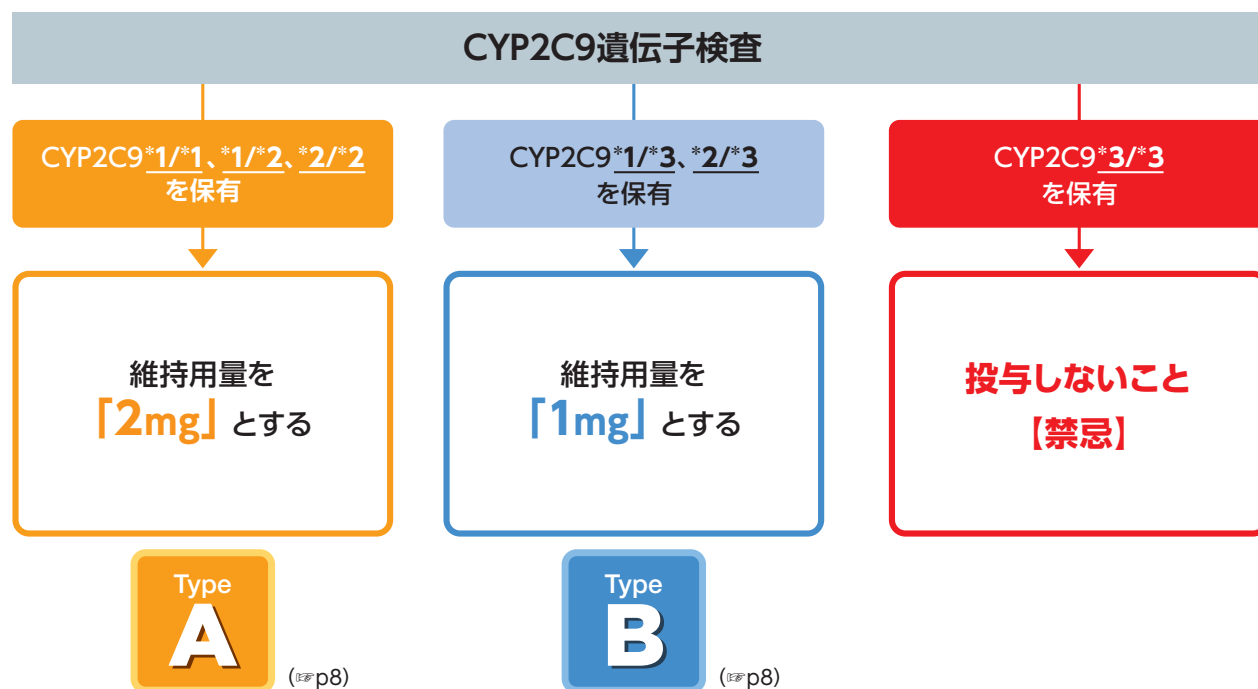 CYP2C9遺伝子検査
CYP2C9*1/*1、*1/*2、*2/*2
を保有
維持用量を
「2mg」とする
Type
A
(☞p8)
CYP2C9*1/*3、*2/*3
を保有
維持用量を
「1mg」とする
Type
B
(☞p8)
CYP2C9*3/*3
を保有
投与しないこと
【禁忌】